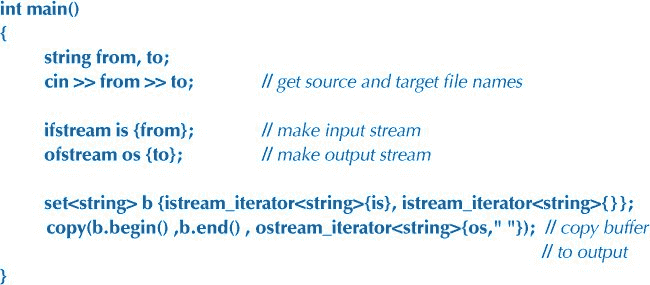 int main()
{
string from, to;
cin >> from >> to; // get source and target file names
ifstream is {from}; // make input stream
ofstream os {to}; // make output stream
set<string> b {istream_iterator<string>{is}, istream_iterator<string>{}};
copy(b.begin() ,b.end() , ostream_iterator<string>{os," "}); // copy buffer
// to output
}